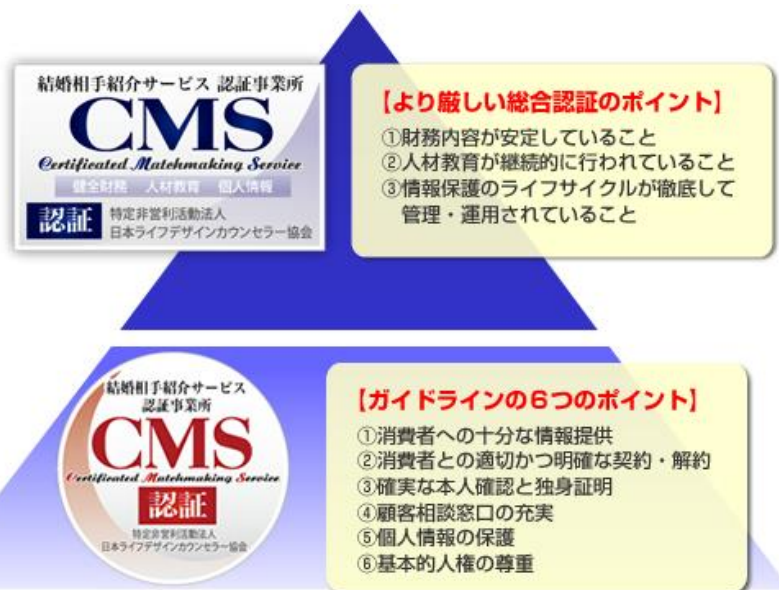 結婚相手紹介サービス 認証事業所
CMS
Certificated Matchmaking Service
健全財務 人材教育 個人情報
認証
特定非営利活動法人
日本ライフデザインカウンセラー協会
【より厳しい総合認証のポイント】
①財務内容が安定していること
②人材教育が継続的に行われていること
③情報保護のライフサイクルが徹底して
管理・運用されていること
結婚相手紹介サービス
認証事業所
CMS
Certificated Matchmaking Service
認証
特定非営利活動法人
日本ライフデザインカウンセラー協会
【ガイドラインの6つのポイント】
①消費者への十分な情報提供
②消費者との適切かつ明確な契約・解約
③確実な本人確認と独身証明
④顧客相談窓口の充実
⑤個人情報の保護
⑥基本的人権の尊重